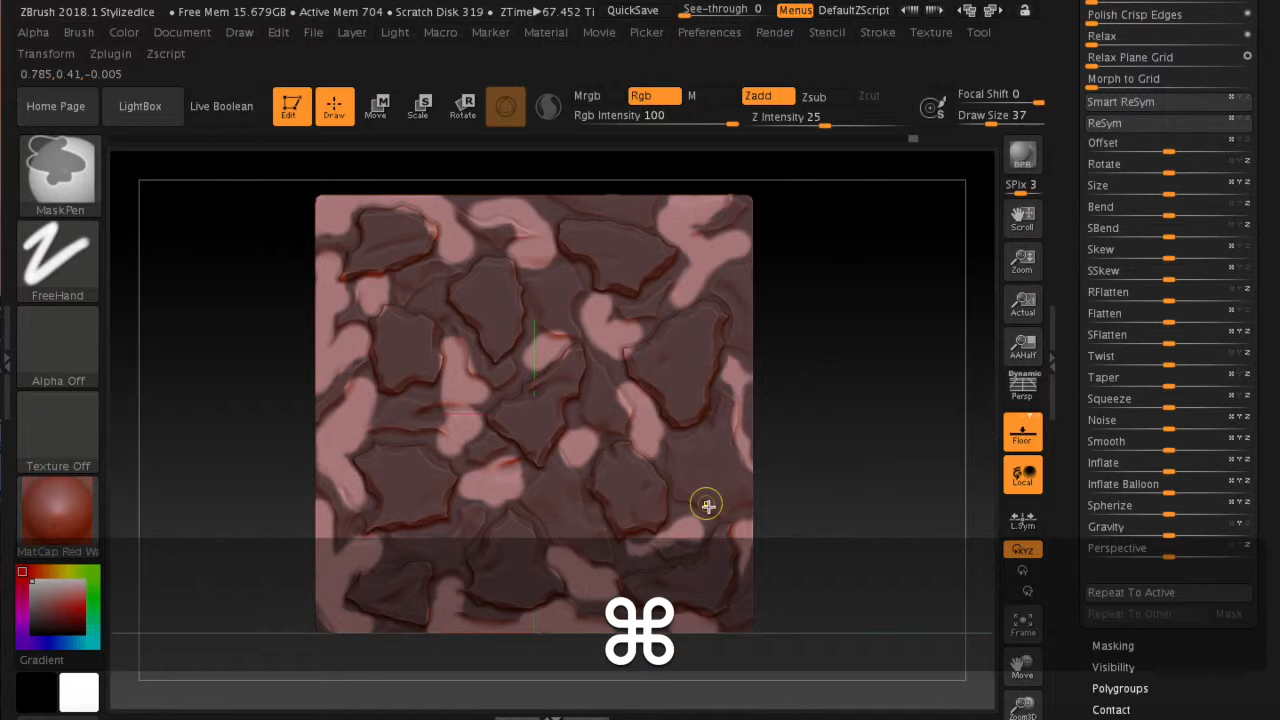 ZBrush 2018.1 StylizedIce • Free Mem 15.679GB • Active Mem 704 • Scratch Disk 319 • ZTime▶67.452 Ti QuickSave See-through 0 Menus DefaultZScript
Alpha Brush Color Document Draw Edit File Layer Light Macro Marker Material Movie Picker Preferences Render Stencil Stroke Texture Tool
Transform Zplugin Zscript
0.785,0.41,-0.005
Home Page LightBox Live Boolean Edit Draw Move Scale Rotate
Mrgb Rgb M Zadd Zsub Zcut
Rgb Intensity 100 Z Intensity 25
Focal Shift 0
Draw Size 37
MaskPen
FreeHand
Alpha Off
Texture Off
MatCap Red Wa
Gradient
BPR
SPix 3
Scroll
Zoom
Actual
AAHalf
Dynamic
Persp
Floor
Local
L.Sym
XYZ
Frame
Move
Zoom3D
Polish Crisp Edges
Relax
Relax Plane Grid
Morph to Grid
Smart ReSym
ReSym
Offset
Rotate
Size
Bend
SBend
Skew
SSkew
RFlatten
Flatten
SFlatten
Twist
Taper
Squeeze
Noise
Smooth
Inflate
Inflate Balloon
Spherize
Gravity
Perspective
Repeat To Active
Repeat To Other Mask
Masking
Visibility
Polygroups
Contact
⌘